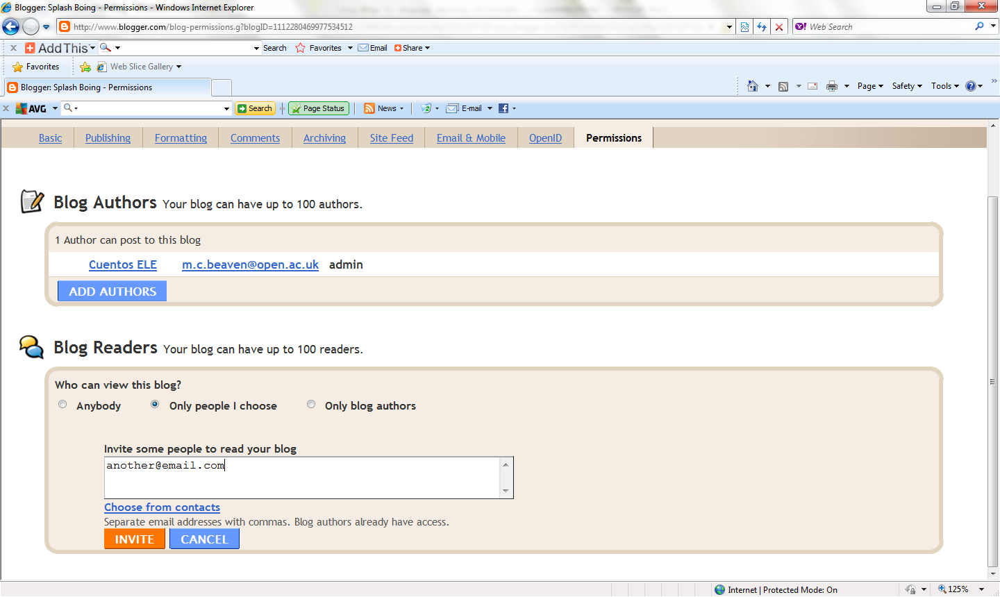 Blogger: Splash Boing - Permissions - Windows Internet Explorer
http://www.blogger.com/blog-permissions.g?blogID=1112280469977534512
Web Search
AddThis
Search
Favorites
Email
Share
Favorites
Web Slice Gallery
Blogger: Splash Boing - Permissions
Page
Safety
Tools
AVG
Search
Page Status
News
E-mail
Basic
Publishing
Formatting
Comments
Archiving
Site Feed
Email & Mobile
OpenID
Permissions
Blog Authors Your blog can have up to 100 authors.
1 Author can post to this blog
Cuentos ELE m.c.beaven@open.ac.uk admin
ADD AUTHORS
Blog Readers Your blog can have up to 100 readers.
Who can view this blog?
Anybody Only people I choose Only blog authors
Invite some people to read your blog
another@email.com
Choose from contacts
Separate email addresses with commas. Blog authors already have access.
INVITE CANCEL
Internet | Protected Mode: On
125%